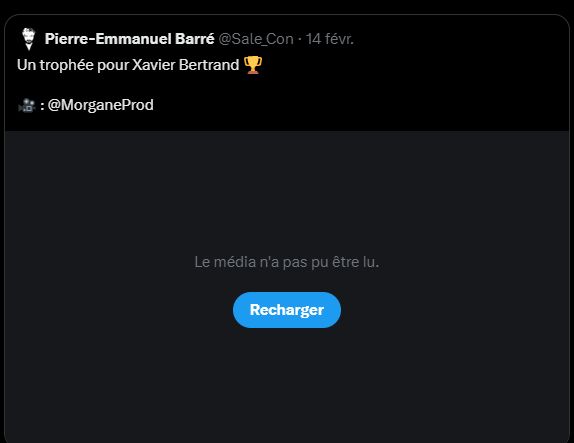 Pierre-Emmanuel Barré @Sale_Con · 14 févr.
Un trophée pour Xavier Bertrand 🏆
🎥 : @MorganeProd
Le média n'a pas pu être lu.
Recharger